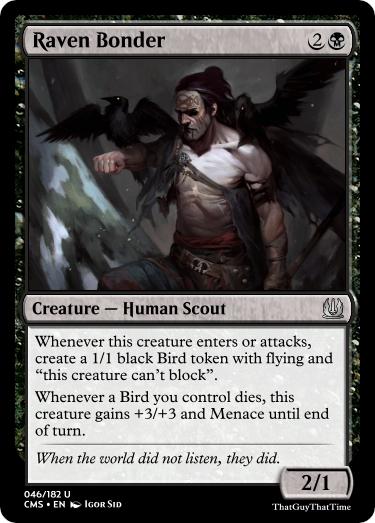 Raven Bonder 2
Creature — Human Scout
Whenever this creature enters or attacks,
create a 1/1 black Bird token with flying and
“this creature can’t block”.
Whenever a Bird you control dies, this
creature gains +3/+3 and Menace until end
of turn.
When the world did not listen, they did.
2/1
046/182 U
CMS • EN Igor Sid
ThatGuyThatTime